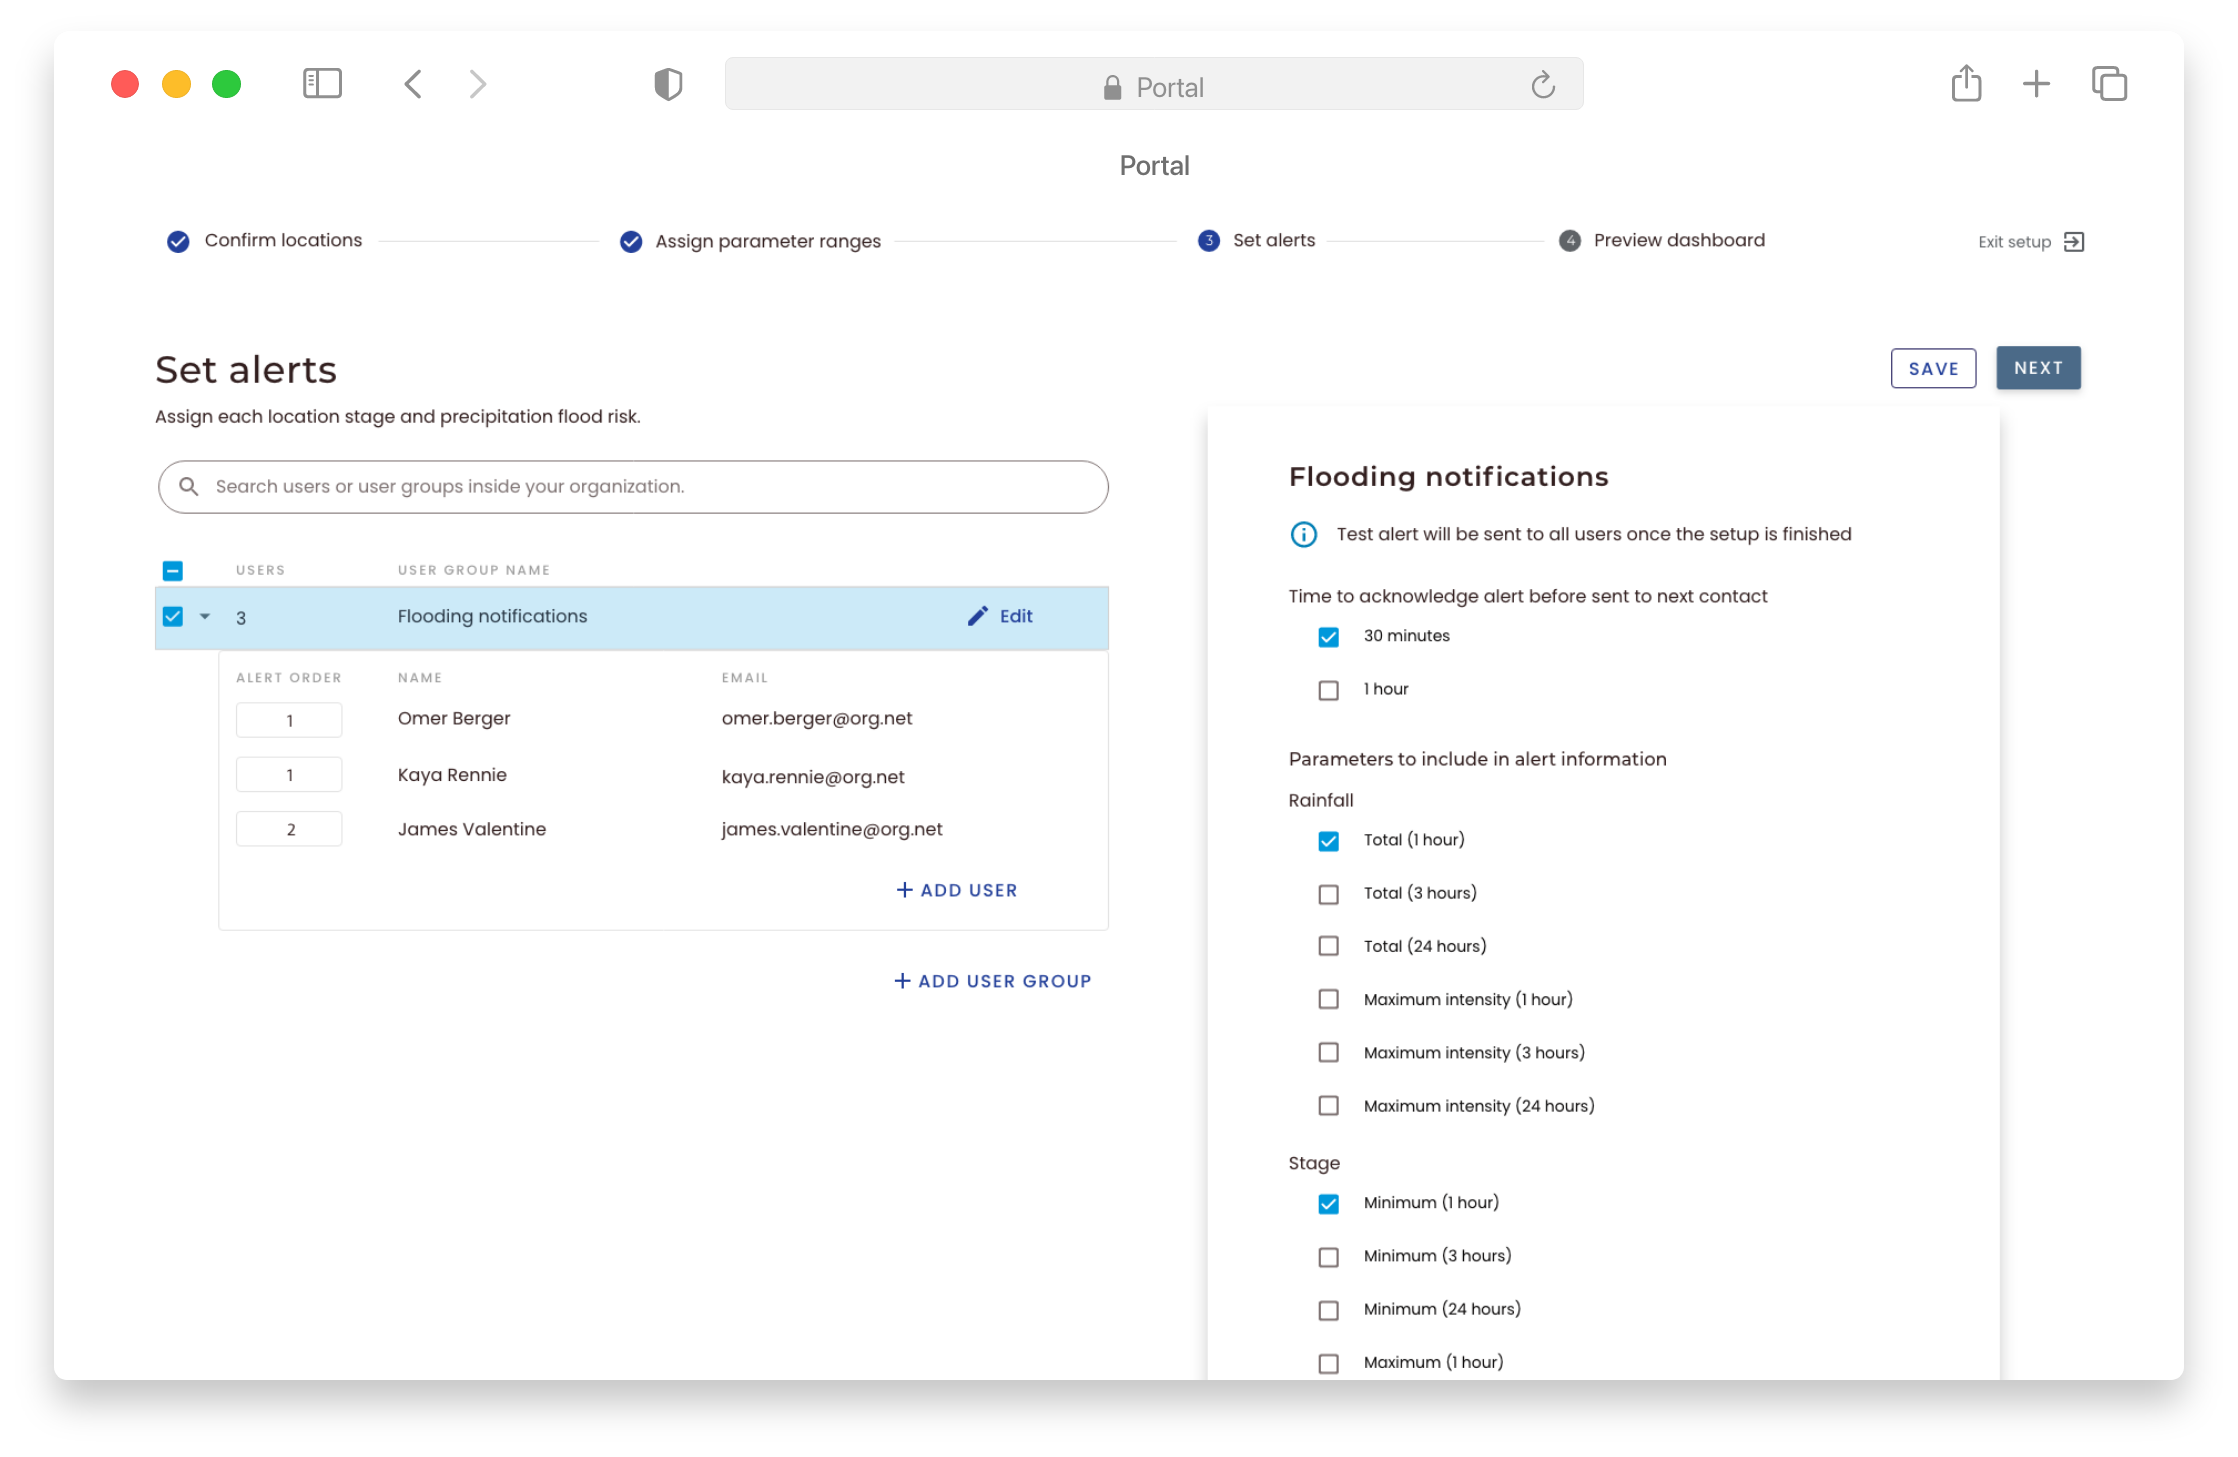 Portal
Portal
Confirm locations
Assign parameter ranges
3 Set alerts
4 Preview dashboard
Exit setup
Set alerts
SAVE
NEXT
Assign each location stage and precipitation flood risk.
Search users or user groups inside your organization.
USERS USER GROUP NAME
3 Flooding notifications Edit
ALERT ORDER NAME EMAIL
1 Omer Berger omer.berger@org.net
1 Kaya Rennie kaya.rennie@org.net
2 James Valentine james.valentine@org.net
+ ADD USER
+ ADD USER GROUP
Flooding notifications
Test alert will be sent to all users once the setup is finished
Time to acknowledge alert before sent to next contact
30 minutes
1 hour
Parameters to include in alert information
Rainfall
Total (1 hour)
Total (3 hours)
Total (24 hours)
Maximum intensity (1 hour)
Maximum intensity (3 hours)
Maximum intensity (24 hours)
Stage
Minimum (1 hour)
Minimum (3 hours)
Minimum (24 hours)
Maximum (1 hour)